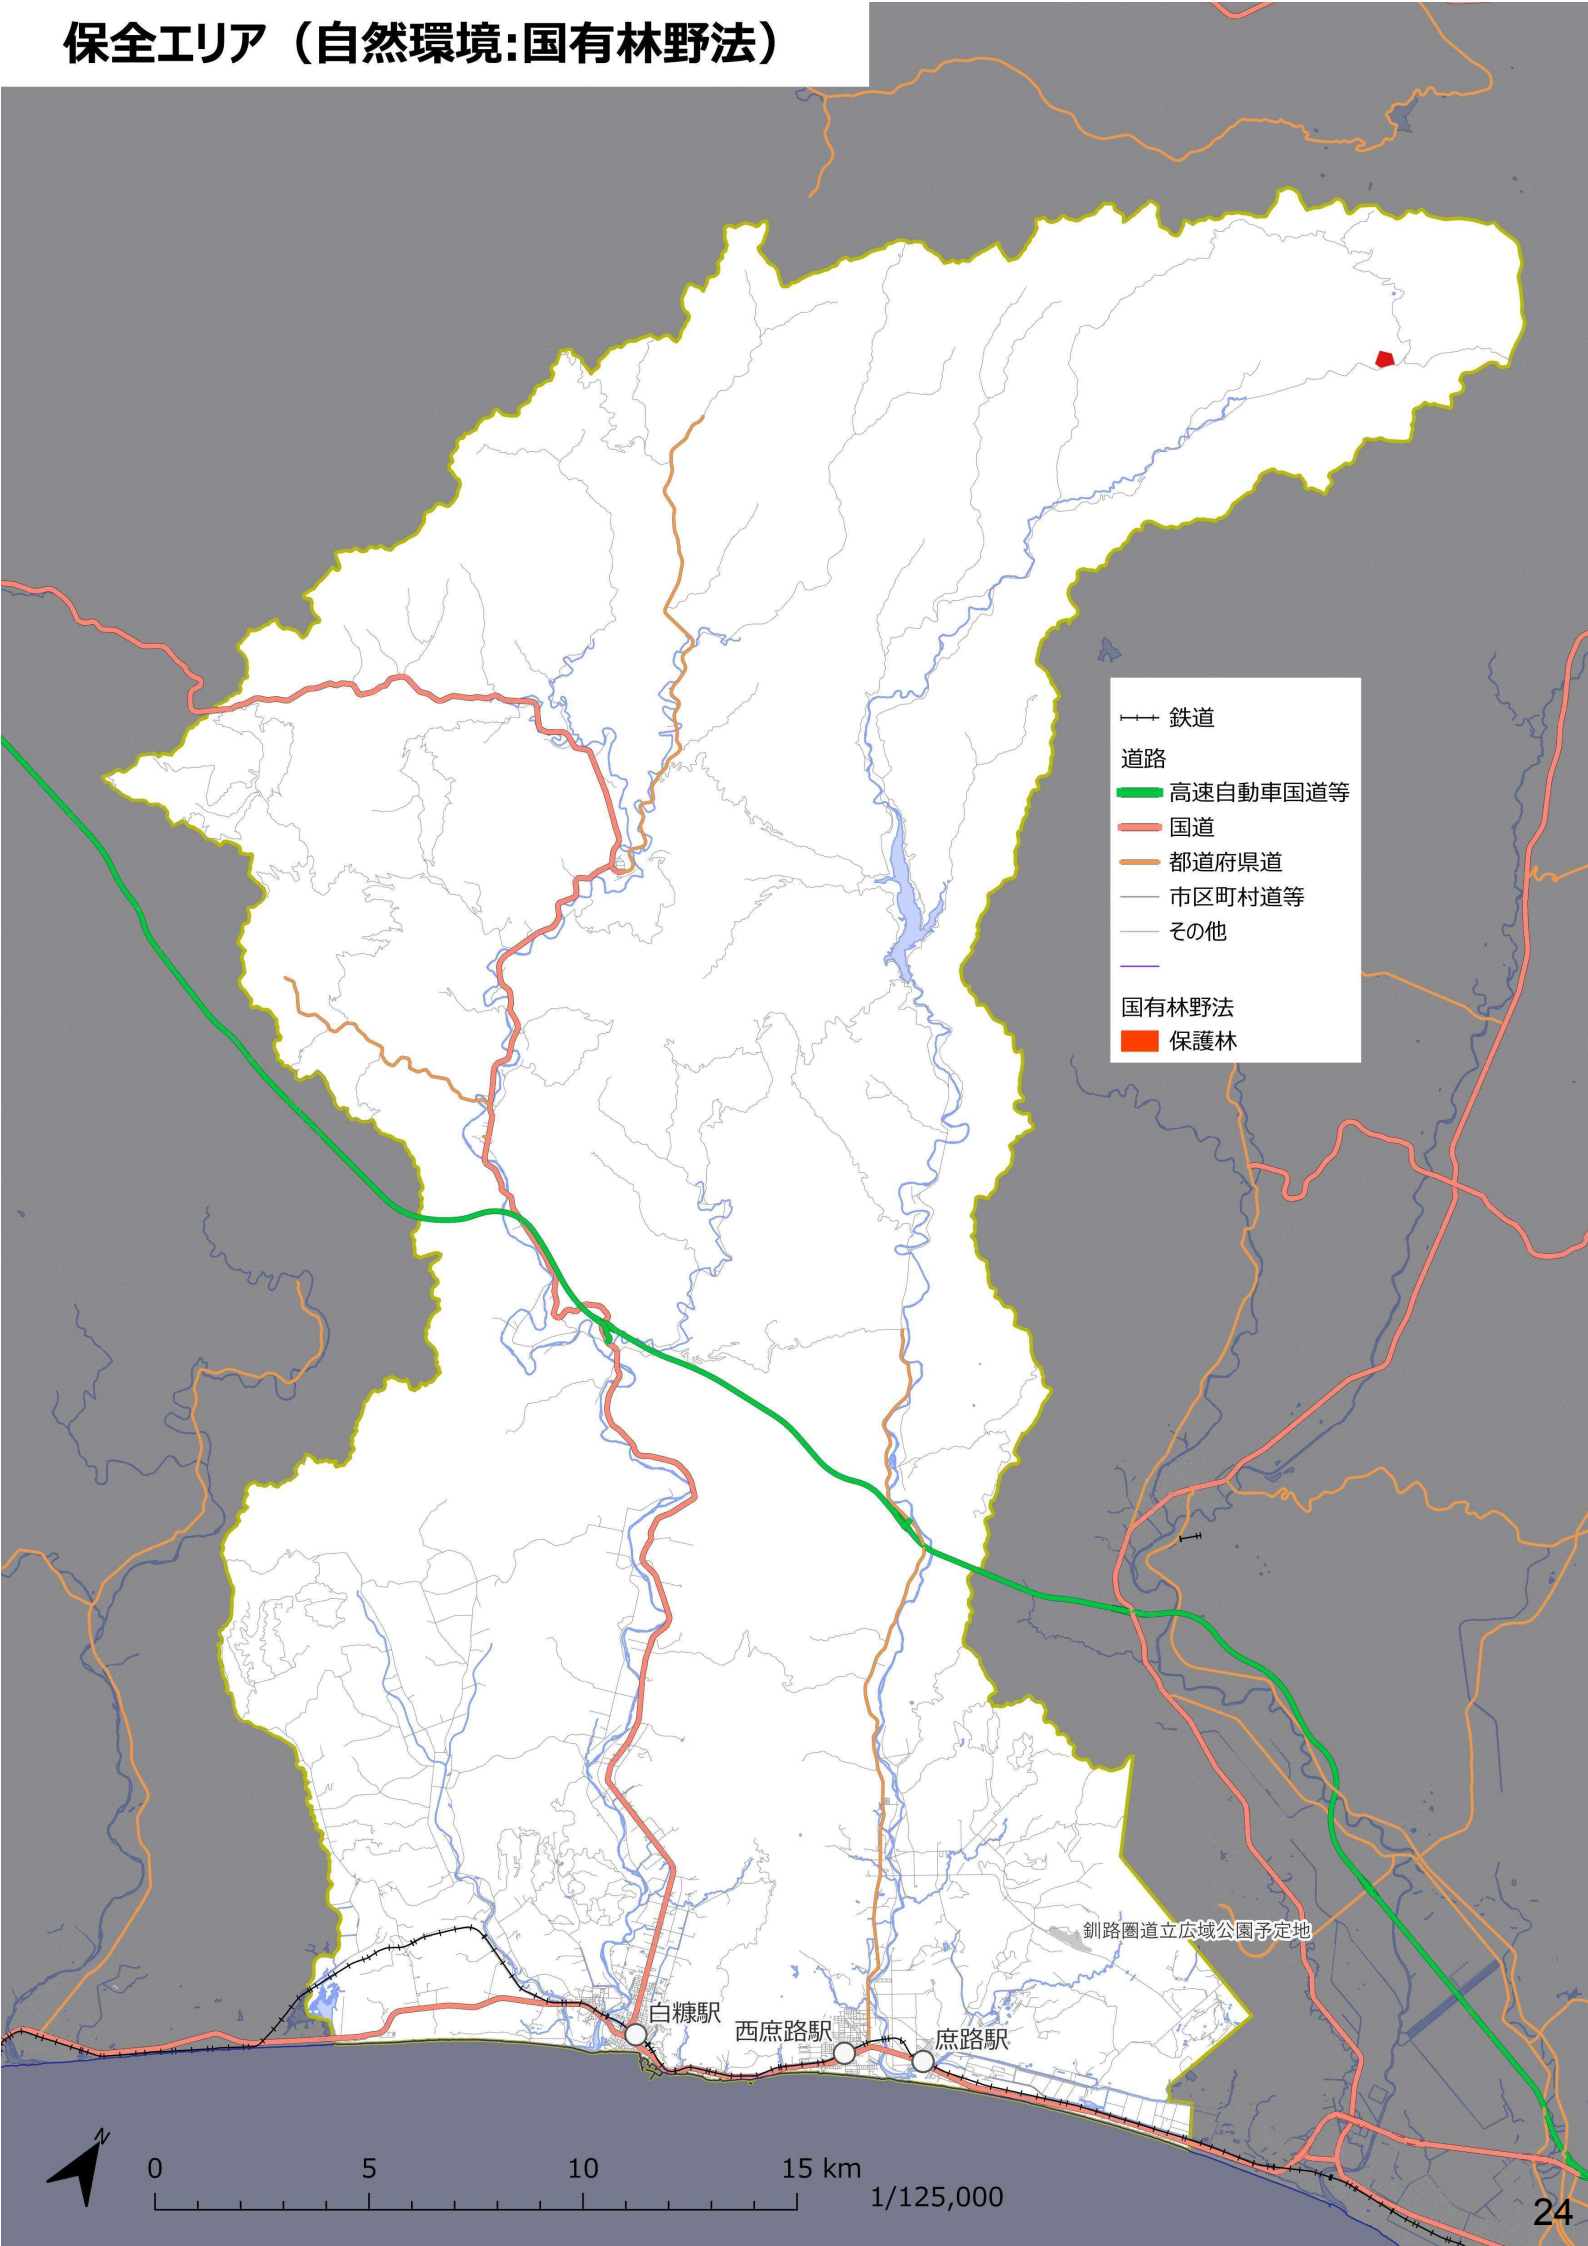 保全エリア（自然環境:国有林野法）
鉄道
道路
高速自動車国道等
国道
都道府県道
市区町村道等
その他
国有林野法
保護林
釧路圏道立広域公園予定地
白糠駅
西庶路駅
庶路駅
N
0 5 10 15 km
1/125,000
24